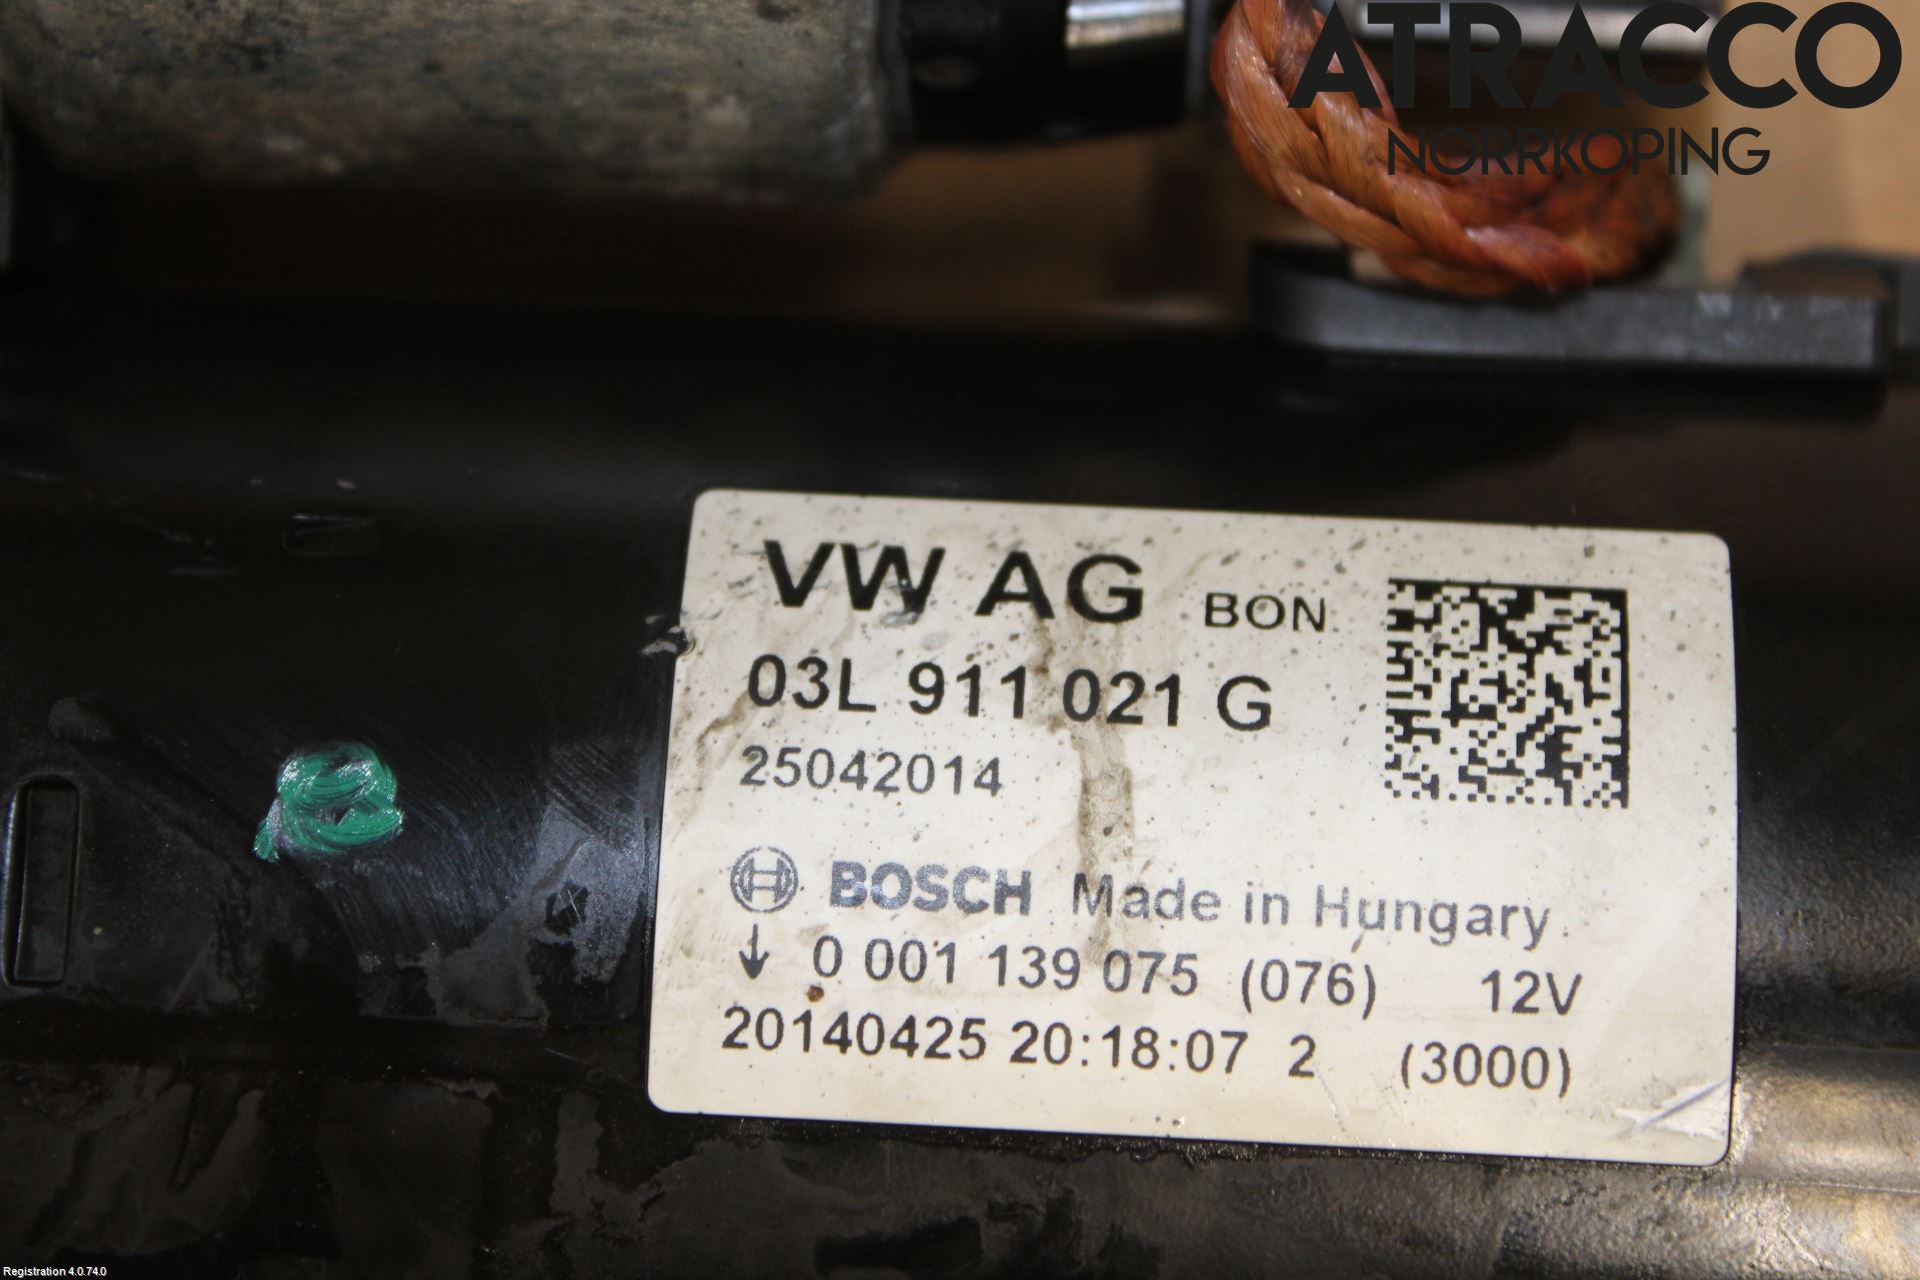 ATRACCO
NORRKÖPING
VW AG BON
03L 911 021 G
25042014
BOSCH Made in Hungary.
↓ 0 001 139 075 (076) 12V
20140425 20:18:07 2 (3000)
Registration 4.0.74.0